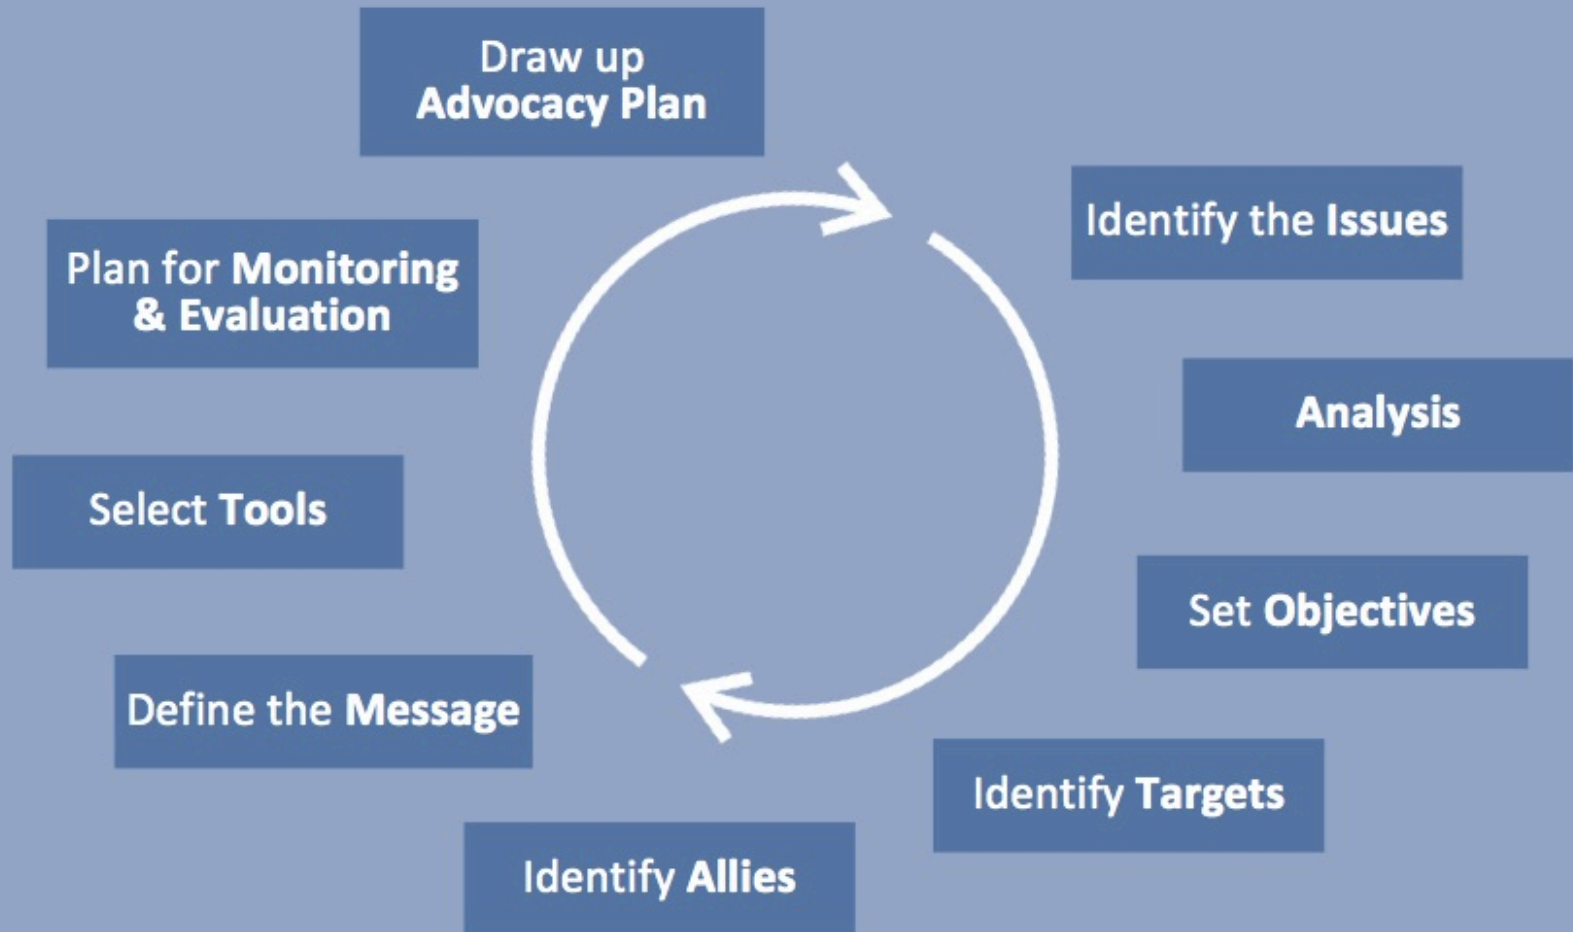 Draw up
Advocacy Plan
Identify the Issues
Plan for Monitoring
& Evaluation
Analysis
Select Tools
Set Objectives
Define the Message
Identify Targets
Identify Allies